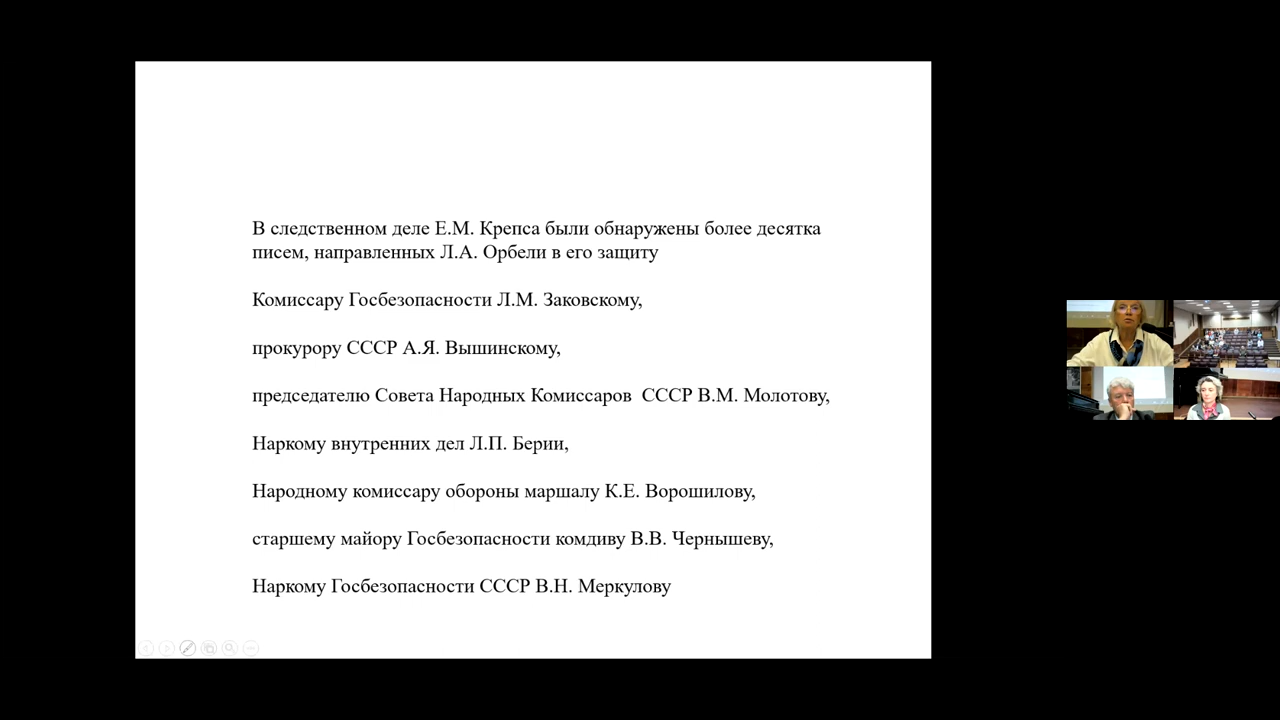 В следственном деле Е.М. Крепса были обнаружены более десятка
писем, направленных Л.А. Орбели в его защиту
Комиссару Госбезопасности Л.М. Заковскому,
прокурору СССР А.Я. Вышинскому,
председателю Совета Народных Комиссаров  СССР В.М. Молотову,
Наркому внутренних дел Л.П. Берии,
Народному комиссару обороны маршалу К.Е. Ворошилову,
старшему майору Госбезопасности комдиву В.В. Чернышеву,
Наркому Госбезопасности СССР В.Н. Меркулову